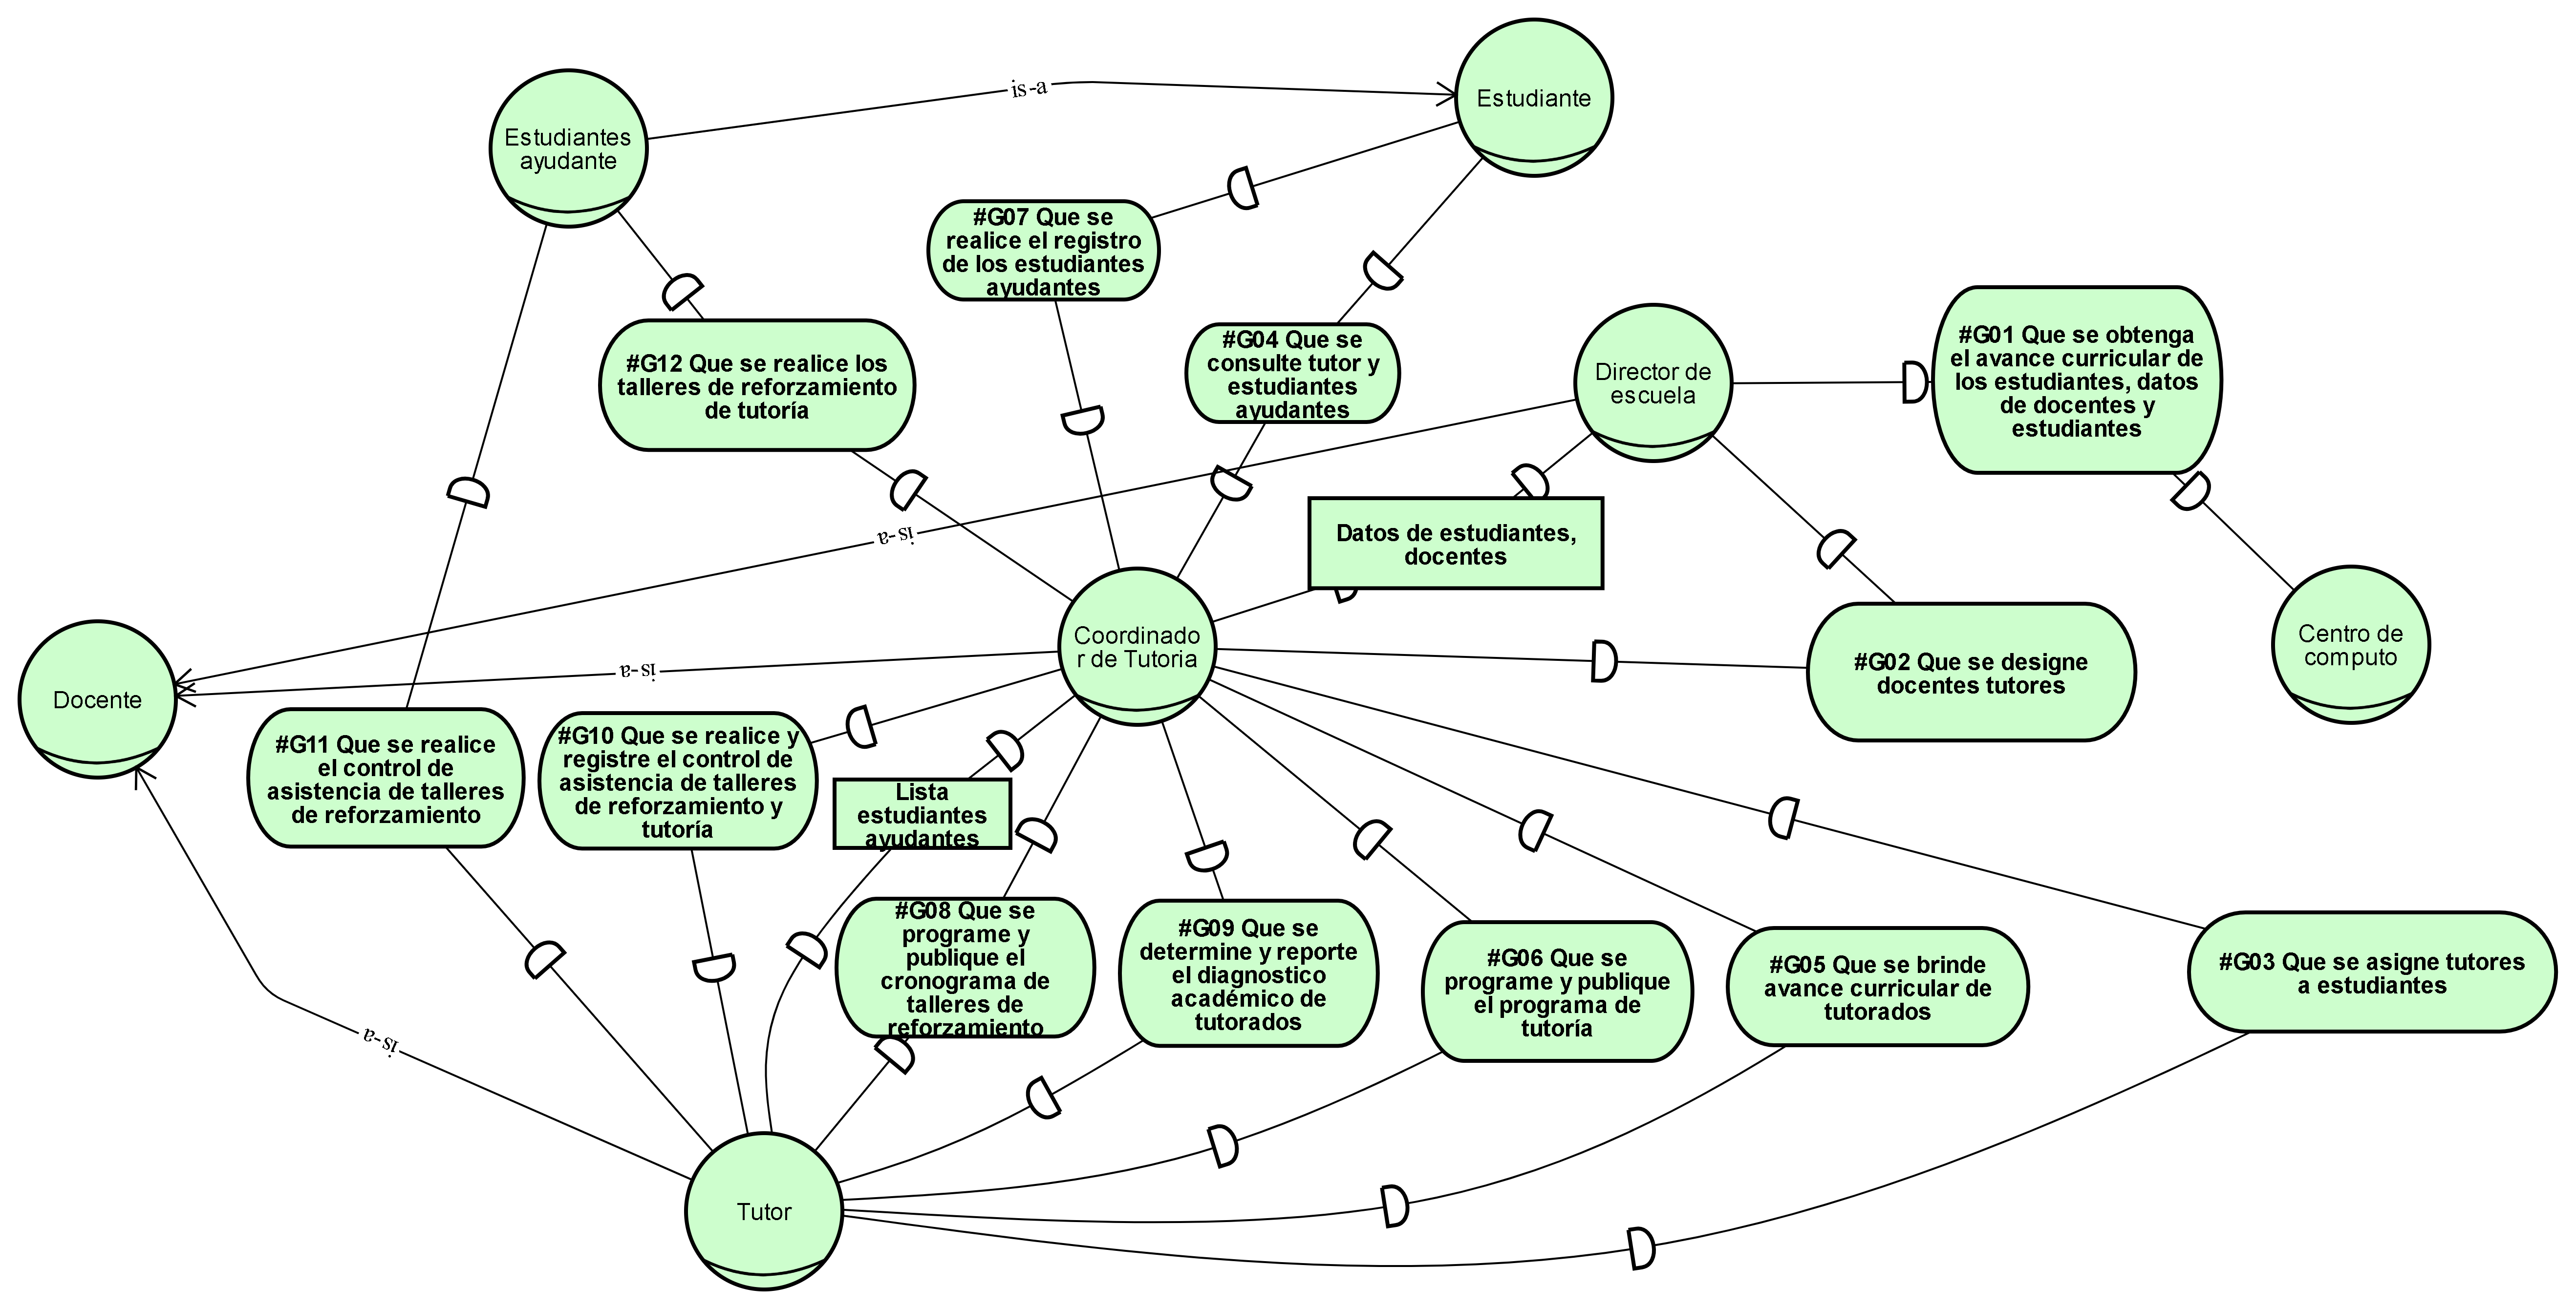 is-a
Estudiante
Estudiantes
ayudante
#G07 Que se
realice el registro
de los estudiantes
ayudantes
#G12 Que se realice los
talleres de reforzamiento
de tutoría
#G04 Que se
consulte tutor y
estudiantes
ayudantes
Director de
escuela
#G01 Que se obtenga
el avance curricular de
los estudiantes, datos
de docentes y
estudiantes
is-a
Datos de estudiantes,
docentes
Docente
is-a
Coordinado
r de Tutoria
#G02 Que se designe
docentes tutores
Centro de
computo
#G11 Que se realice
el control de
asistencia de talleres
de reforzamiento
#G10 Que se realice y
registre el control de
asistencia de talleres
de reforzamiento y
tutoría
Lista
estudiantes
ayudantes
#G08 Que se
programe y
publique el
cronograma de
talleres de
reforzamiento
#G09 Que se
determine y reporte
el diagnostico
académico de
tutorados
#G06 Que se
programe y publique
el programa de
tutoría
#G05 Que se brinde
avance curricular de
tutorados
#G03 Que se asigne tutores
a estudiantes
is-a
Tutor